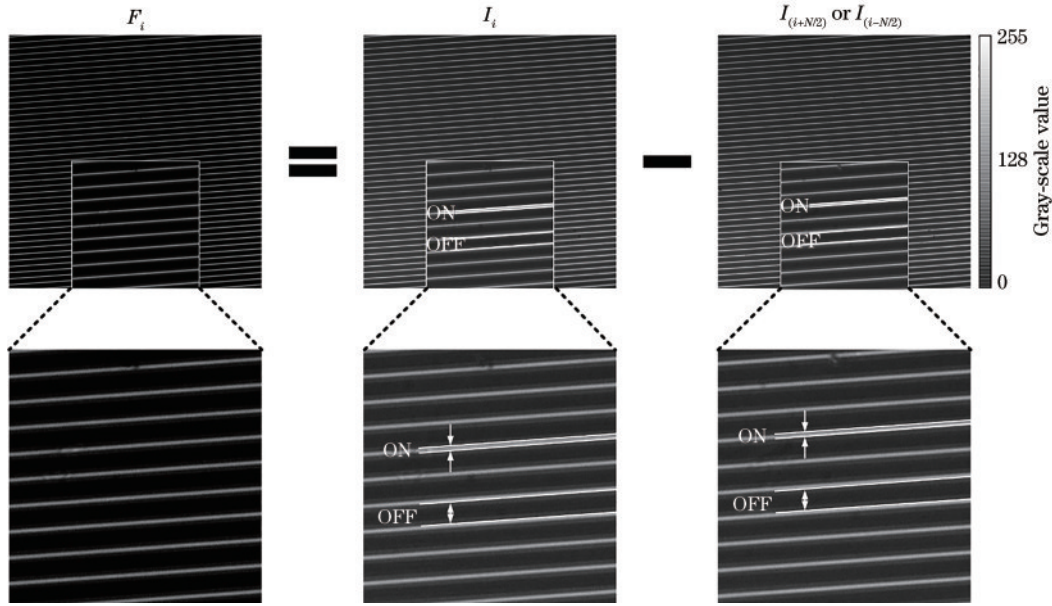 F_i
I_i
I_(i+N/2) or I_(i−N/2)
255
128
0
Gray-scale value
ON
OFF
ON
OFF
ON
OFF
ON
OFF